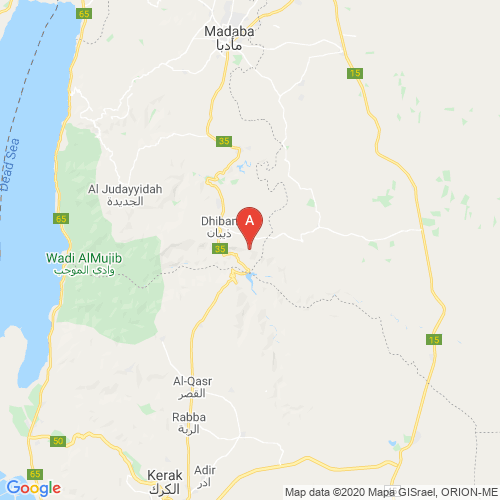 65
Madaba
مأدبا
15
Dead Sea
35
Al Judayyidah
الجديدة
65
Dhiban
ذيبان
A
35
Wadi AlMujib
وادي الموجب
15
Al-Qasr
القصر
Rabba
الربة
50
Adir
ادر
65
Kerak
الكرك
Google
Map data ©2020 Mapa GISrael, ORION-ME